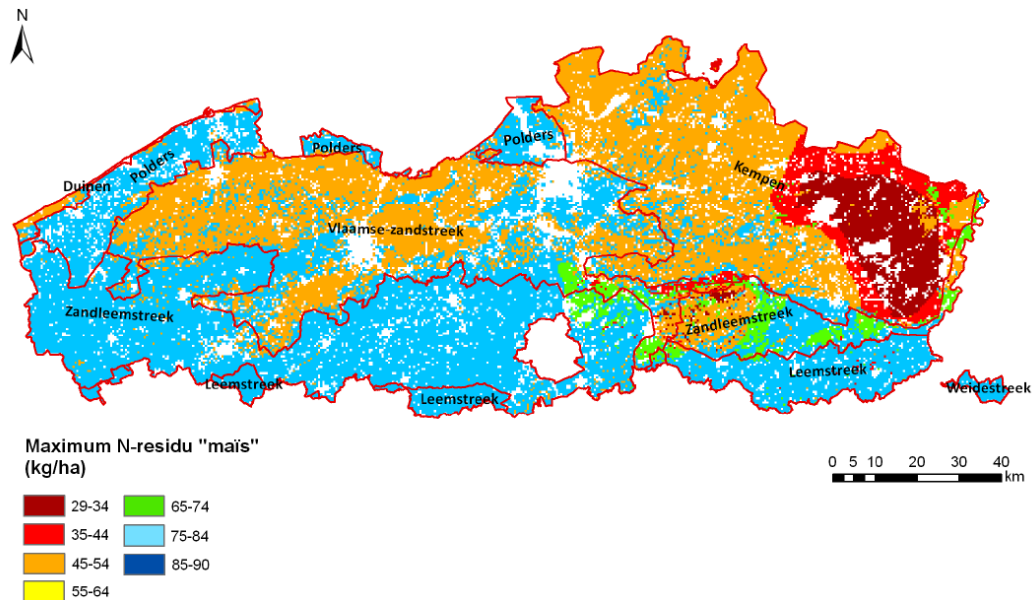 N
Polders
Polders
Polders
Duinen
Kempen
Vlaamse-zandstreek
Zandleemstreek
Zandleemstreek
Leemstreek
Leemstreek
Leemstreek
Weidestreek
Maximum N-residu "maïs"
(kg/ha)
29-34
65-74
35-44
75-84
45-54
85-90
55-64
0 5 10 20 30 40
km